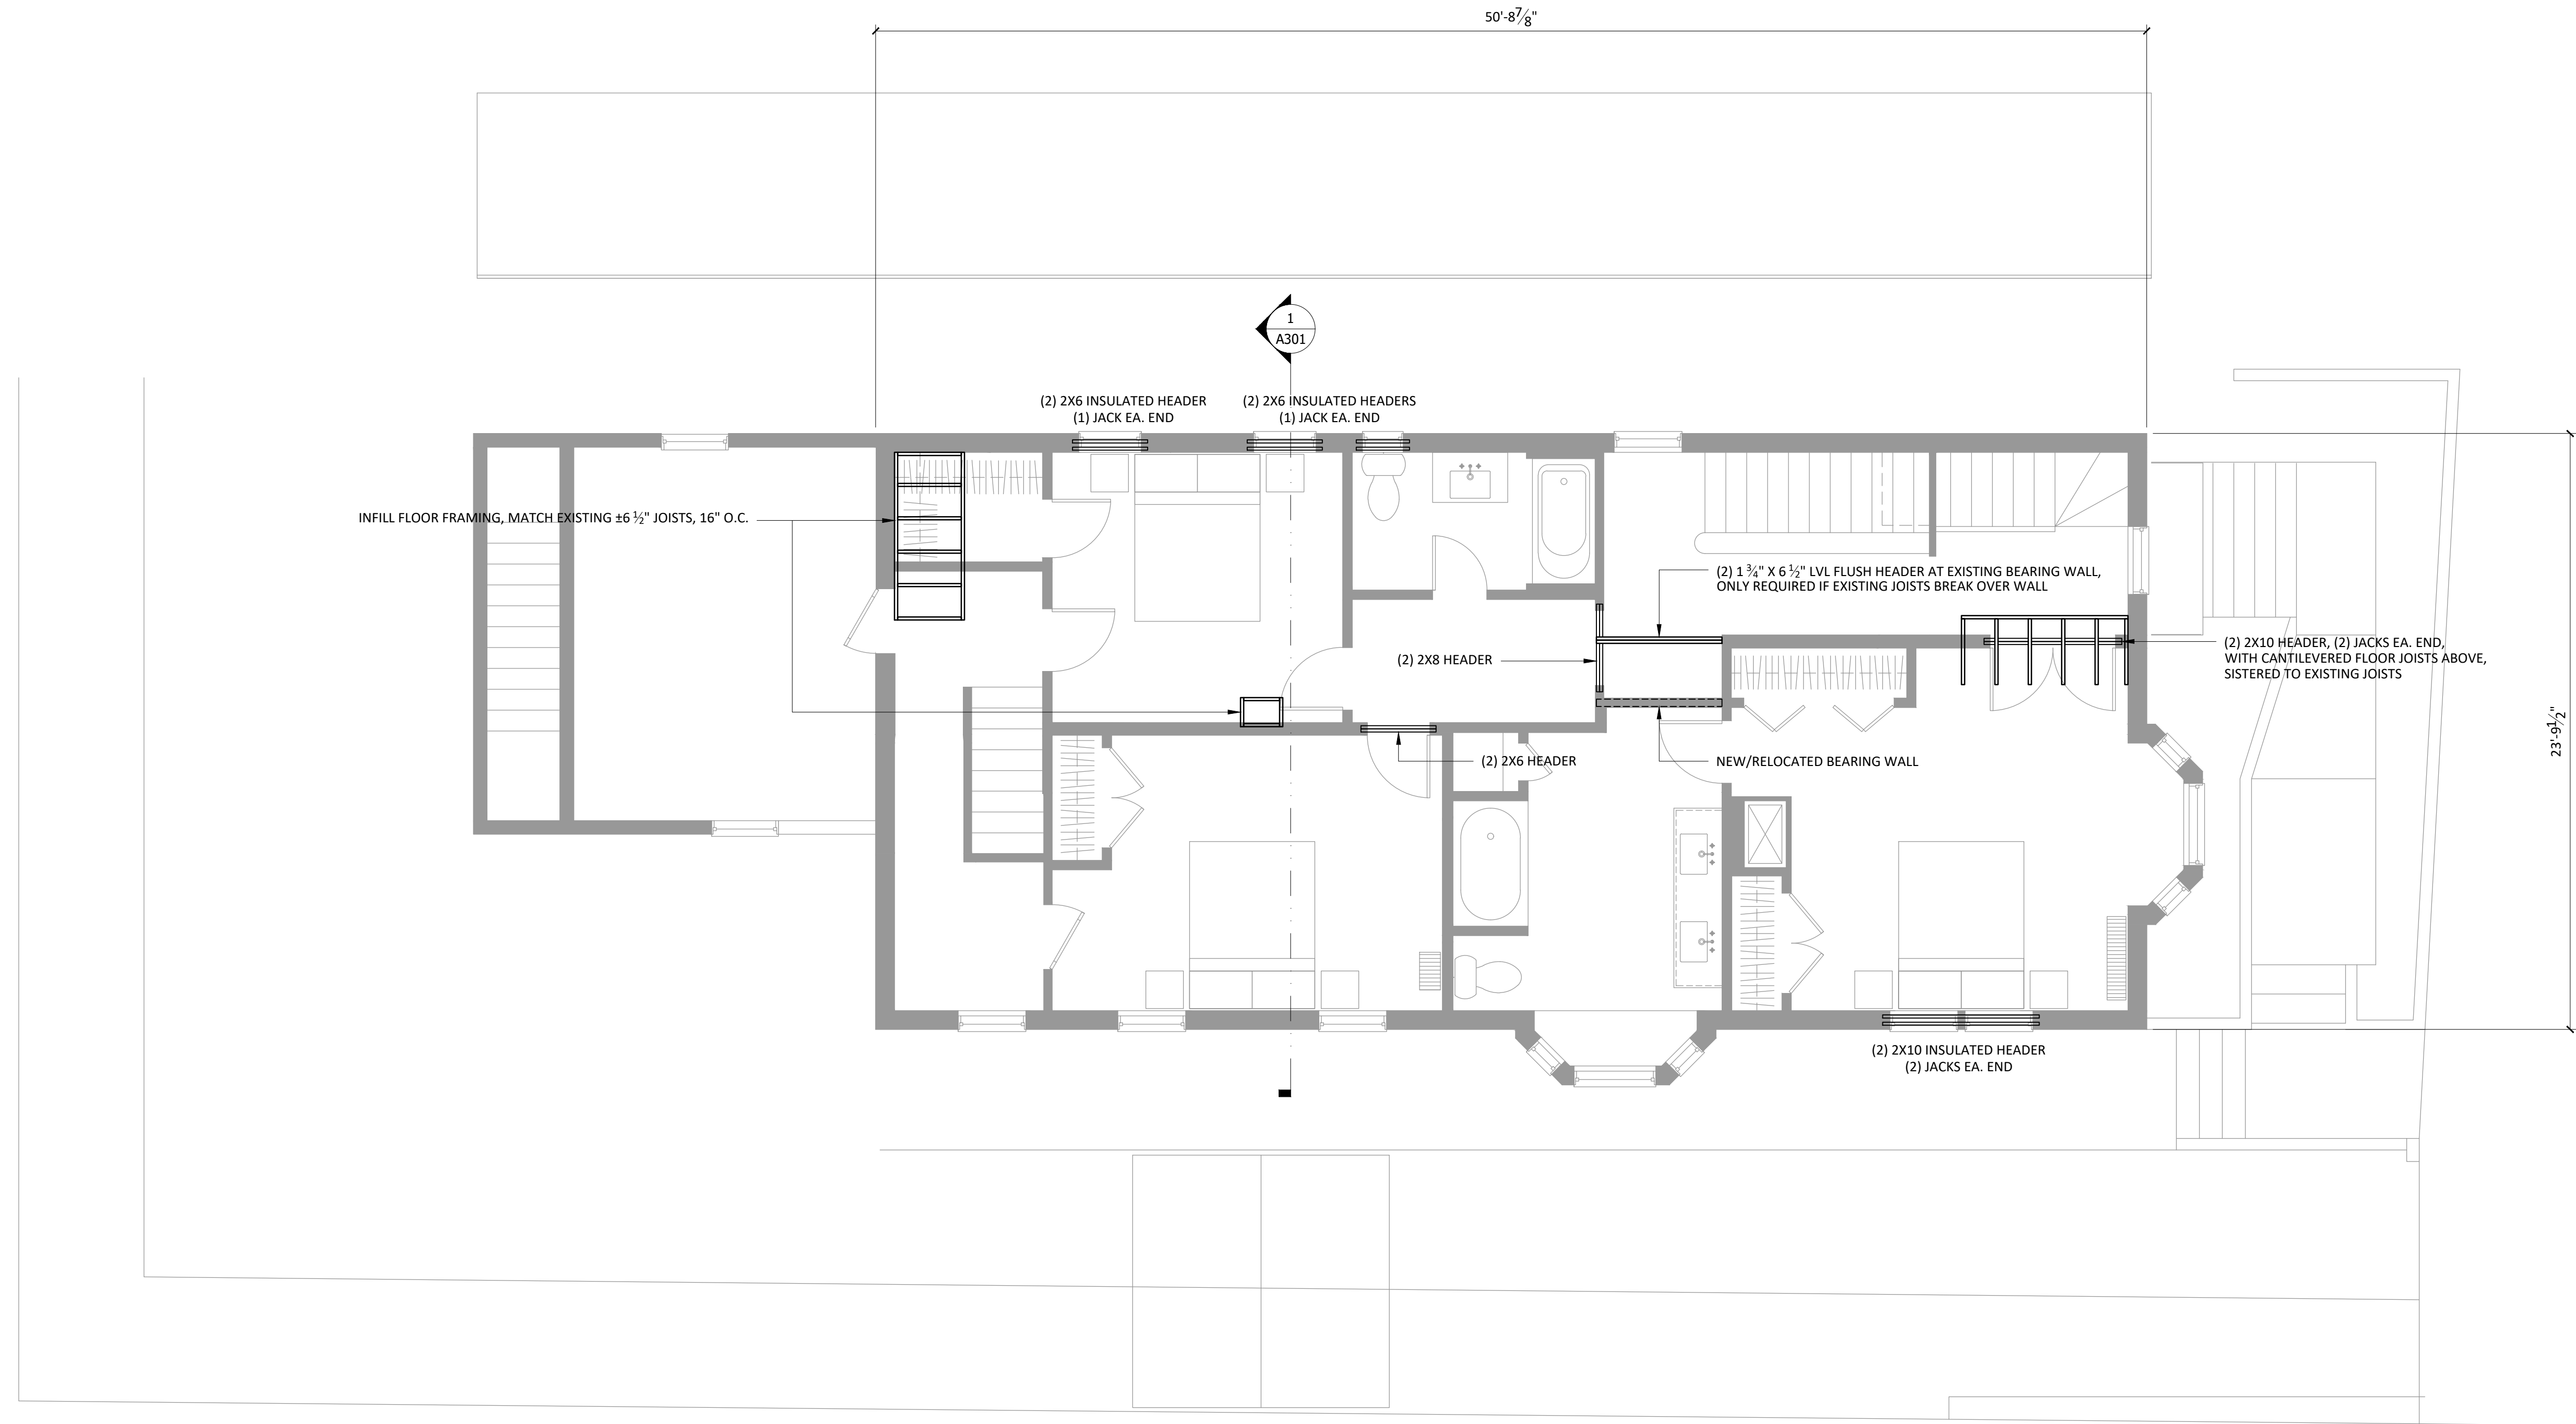 50'-8 7/8"
1
A301
(2) 2X6 INSULATED HEADER
(1) JACK EA. END
(2) 2X6 INSULATED HEADERS
(1) JACK EA. END
INFILL FLOOR FRAMING, MATCH EXISTING ±6 1/2" JOISTS, 16" O.C.
(2) 1 3/4" X 6 1/2" LVL FLUSH HEADER AT EXISTING BEARING WALL,
ONLY REQUIRED IF EXISTING JOISTS BREAK OVER WALL
(2) 2X10 HEADER, (2) JACKS EA. END,
WITH CANTILEVERED FLOOR JOISTS ABOVE,
SISTERED TO EXISTING JOISTS
(2) 2X8 HEADER
(2) 2X6 HEADER
NEW/RELOCATED BEARING WALL
23'-9 1/2"
(2) 2X10 INSULATED HEADER
(2) JACKS EA. END